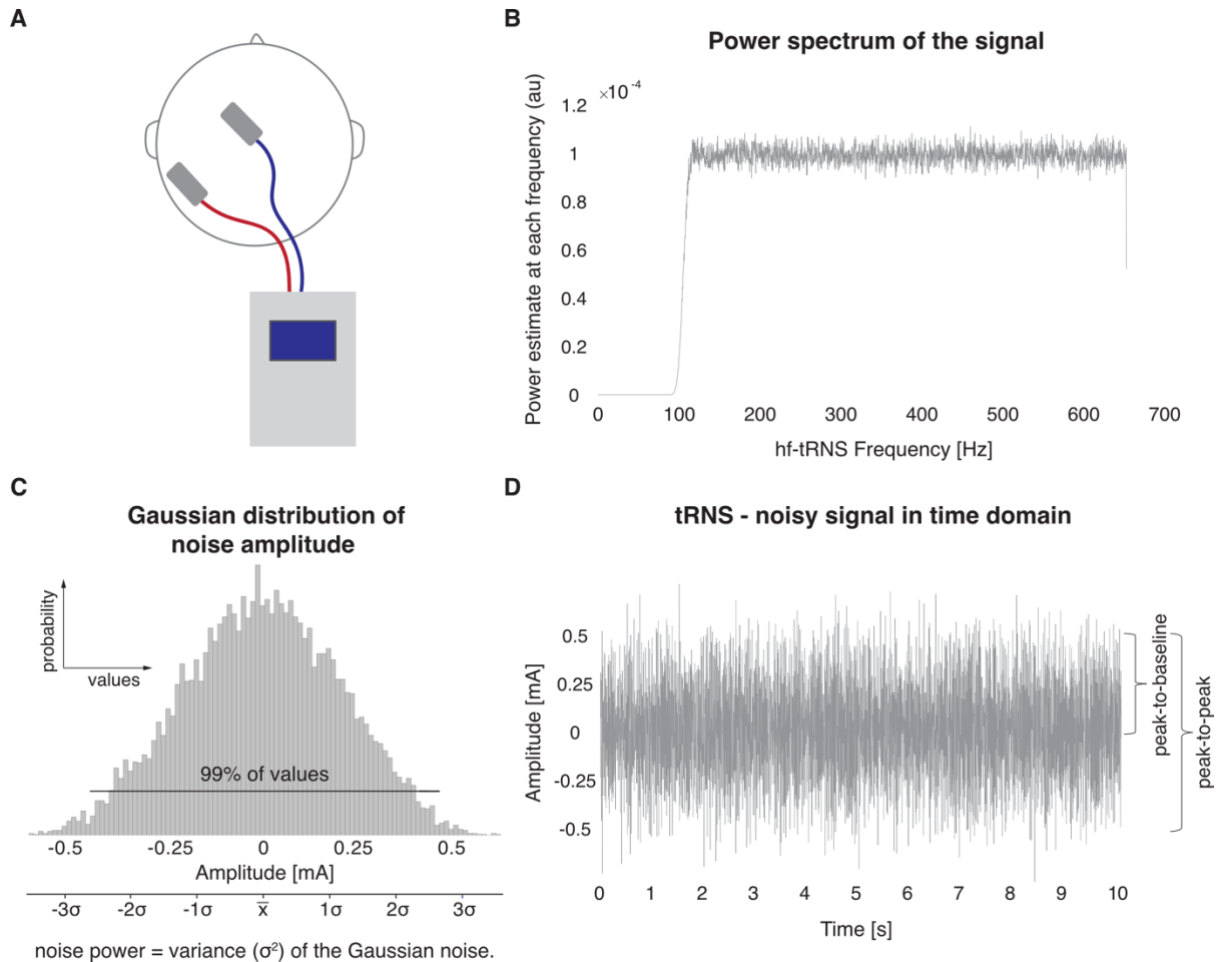 A
B
Power spectrum of the signal
×10⁻⁴
Power estimate at each frequency (au)
1.2
1
0.8
0.6
0.4
0.2
0
0 100 200 300 400 500 600 700
hf-tRNS Frequency [Hz]
C
Gaussian distribution of
noise amplitude
probability
values
99% of values
-0.5 -0.25 0 0.25 0.5
Amplitude [mA]
-3σ -2σ -1σ x̅ 1σ 2σ 3σ
noise power = variance (σ²) of the Gaussian noise.
D
tRNS - noisy signal in time domain
Amplitude [mA]
0.5
0.25
0
-0.25
-0.5
peak-to-baseline
peak-to-peak
0 1 2 3 4 5 6 7 8 9 10
Time [s]